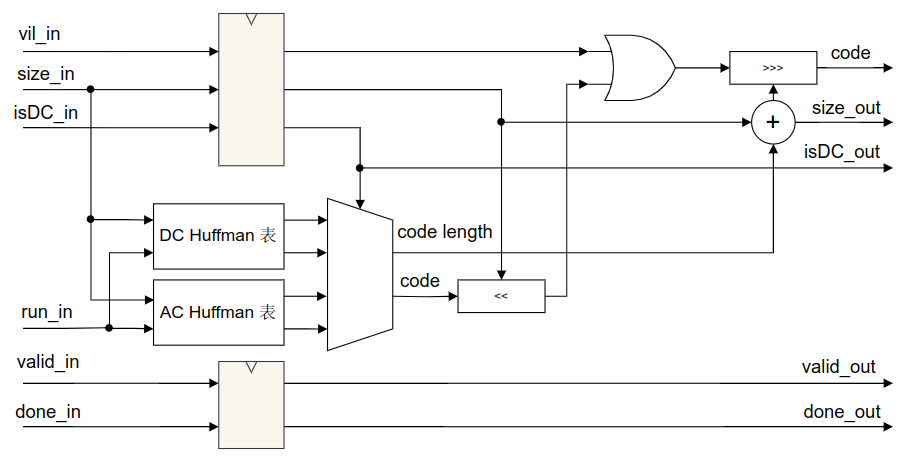 vil_in
size_in
isDC_in
>>>
code
+
size_out
isDC_out
DC Huffman 表
code length
code
<<
AC Huffman 表
run_in
valid_in
valid_out
done_in
done_out